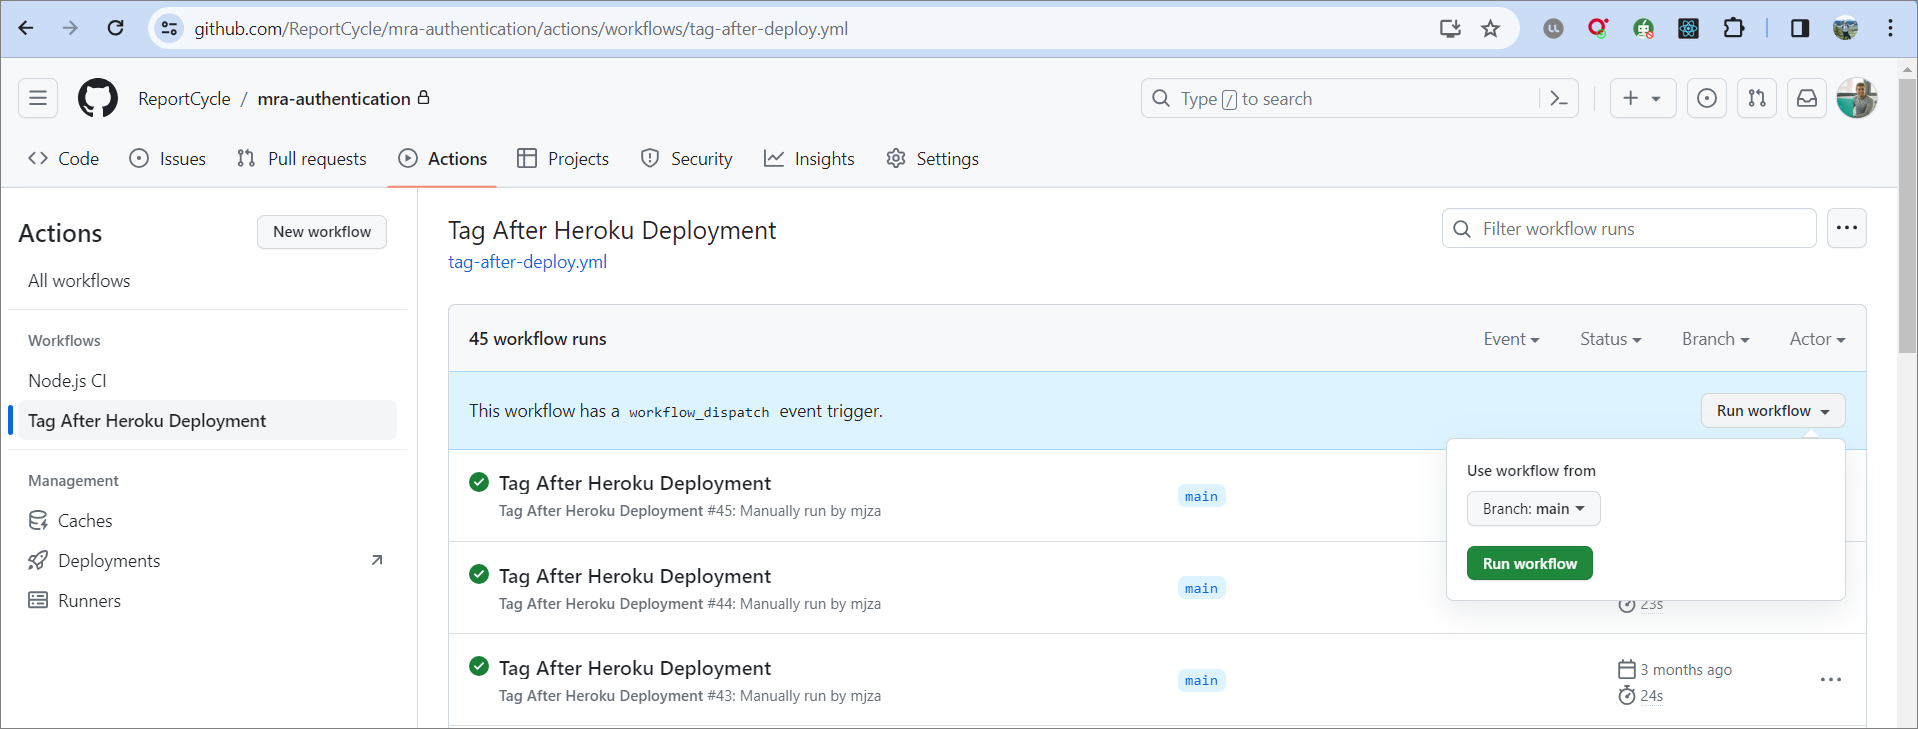 github.com/ReportCycle/mra-authentication/actions/workflows/tag-after-deploy.yml
ReportCycle / mra-authentication
Type / to search
Code Issues Pull requests Actions Projects Security Insights Settings
Actions
New workflow
All workflows
Workflows
Node.js CI
Tag After Heroku Deployment
Management
Caches
Deployments
Runners
Tag After Heroku Deployment
tag-after-deploy.yml
Filter workflow runs
45 workflow runs
Event Status Branch Actor
This workflow has a workflow_dispatch event trigger.
Run workflow
Use workflow from
Branch: main
Run workflow
Tag After Heroku Deployment
Tag After Heroku Deployment #45: Manually run by mjza
main
Tag After Heroku Deployment
Tag After Heroku Deployment #44: Manually run by mjza
main
23s
Tag After Heroku Deployment
Tag After Heroku Deployment #43: Manually run by mjza
main
3 months ago
24s